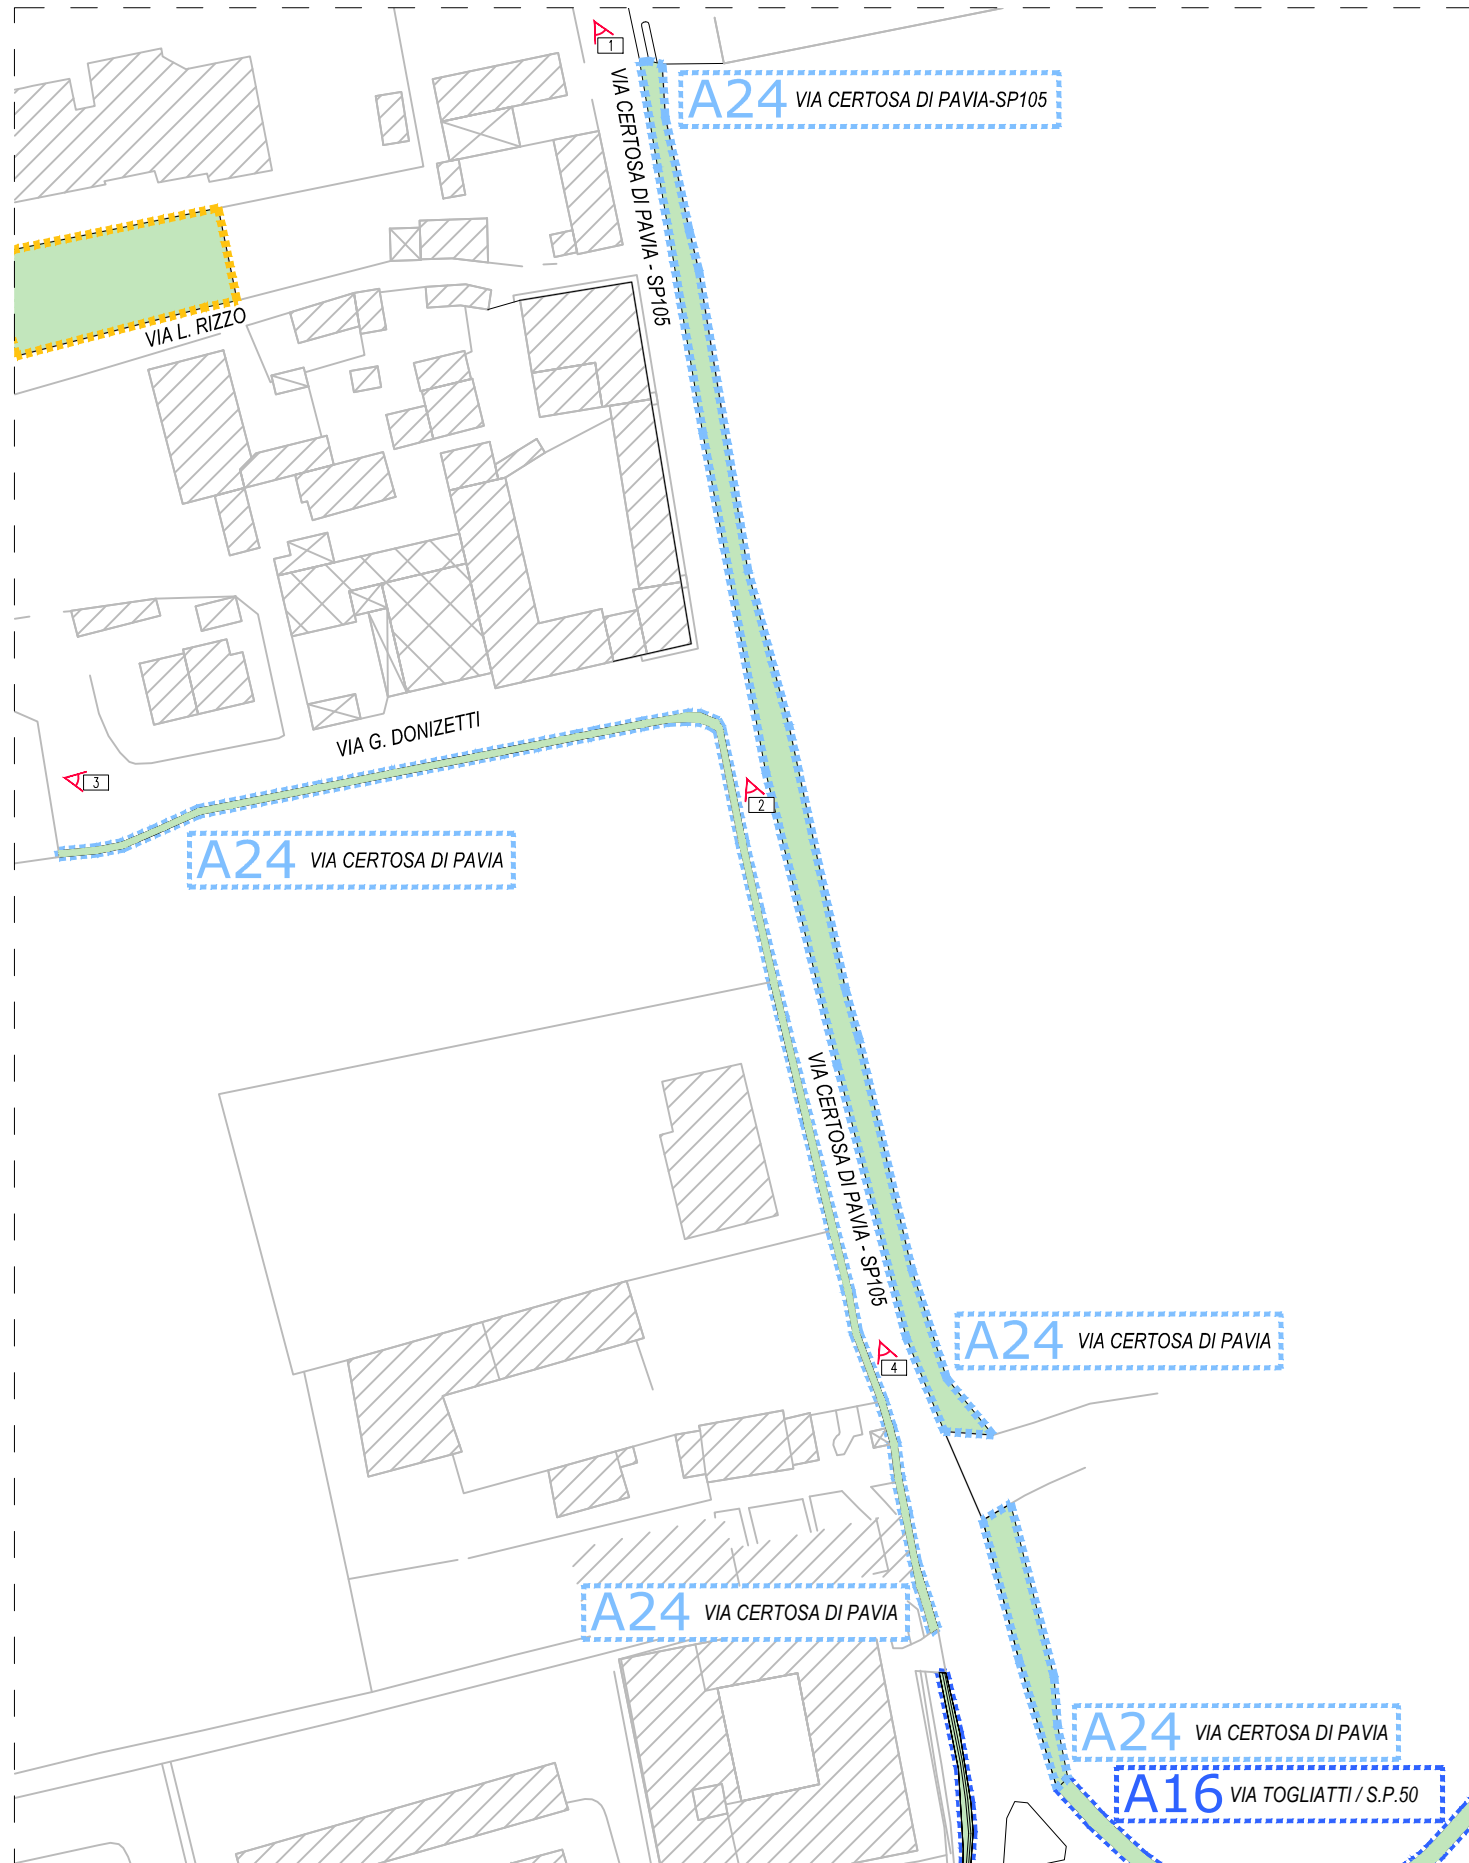 1
A24 VIA CERTOSA DI PAVIA-SP105
VIA CERTOSA DI PAVIA - SP105
VIA L. RIZZO
VIA G. DONIZETTI
3
2
A24 VIA CERTOSA DI PAVIA
VIA CERTOSA DI PAVIA - SP105
A24 VIA CERTOSA DI PAVIA
4
A24 VIA CERTOSA DI PAVIA
A24 VIA CERTOSA DI PAVIA
A16 VIA TOGLIATTI / S.P.50